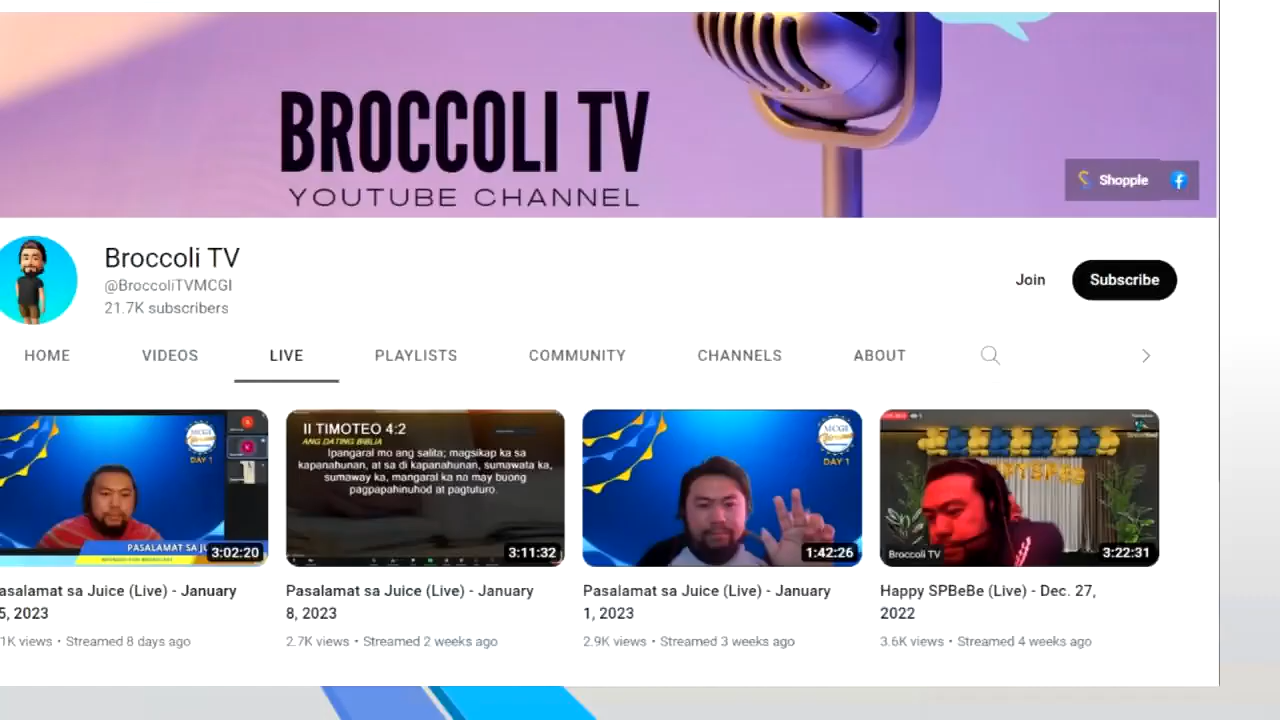 BROCCOLI TV
YOUTUBE CHANNEL
Shopple
Broccoli TV
@BroccoliTVMCGI
21.7K subscribers
Join
Subscribe
HOME VIDEOS LIVE PLAYLISTS COMMUNITY CHANNELS ABOUT
MCGI
DAY 1
PASALAMAT SA JU
3:02:20
II TIMOTEO 4:2
ANG DATING BIBLIA
Ipangaral mo ang salita; magsikap ka sa
kapanahunan, at sa di kapanahunan, sumawata ka,
sumaway ka, mangaral ka na may buong
pagpapahinuhod at pagtuturo.
3:11:32
MCGI
DAY 1
1:42:26
Broccoli TV
3:22:31
asalamat sa Juice (Live) - January
5, 2023
1K views • Streamed 8 days ago
Pasalamat sa Juice (Live) - January
8, 2023
2.7K views • Streamed 2 weeks ago
Pasalamat sa Juice (Live) - January
1, 2023
2.9K views • Streamed 3 weeks ago
Happy SPBeBe (Live) - Dec. 27,
2022
3.6K views • Streamed 4 weeks ago